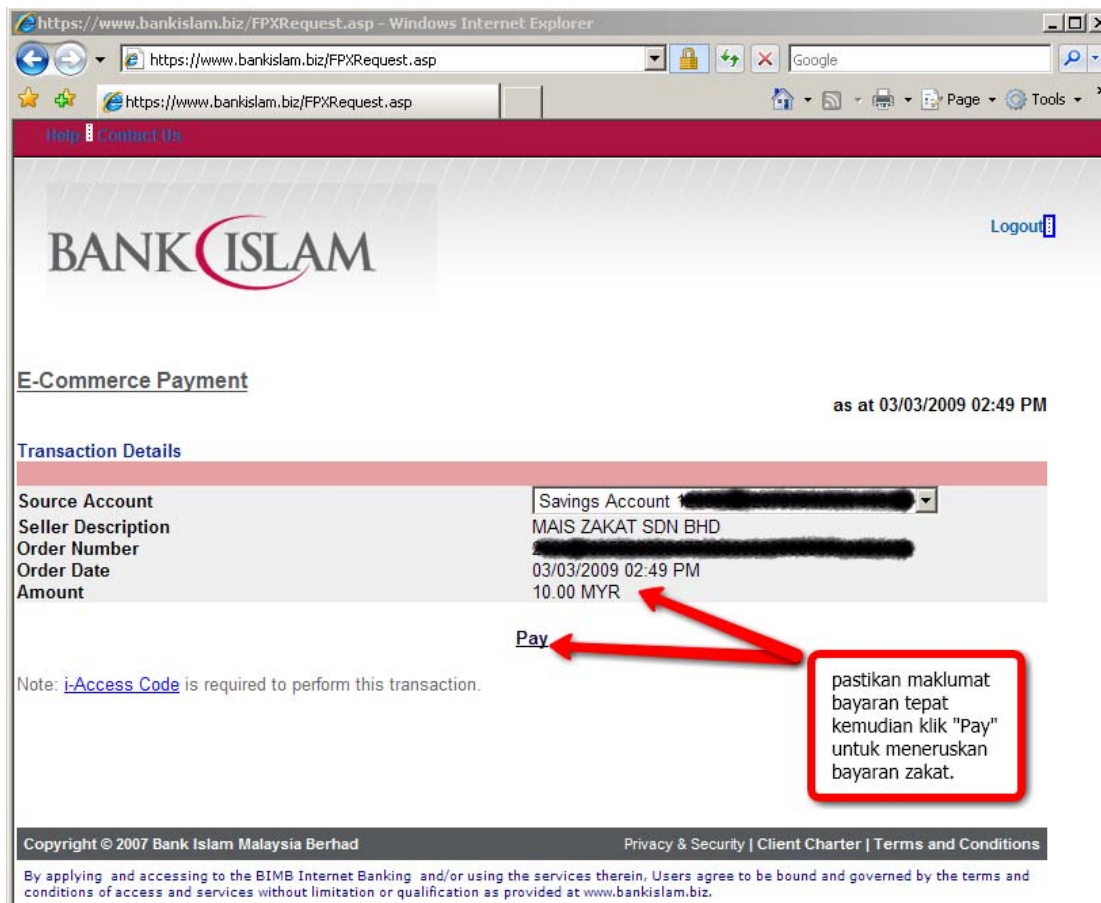 https://www.bankislam.biz/FPXRequest.asp - Windows Internet Explorer
https://www.bankislam.biz/FPXRequest.asp
Google
https://www.bankislam.biz/FPXRequest.asp
Page
Tools
Help
Contact Us
BANK ISLAM
Logout
E-Commerce Payment
as at 03/03/2009 02:49 PM
Transaction Details
Source Account
Savings Account
Seller Description
MAIS ZAKAT SDN BHD
Order Number
Order Date
03/03/2009 02:49 PM
Amount
10.00 MYR
Pay
Note: i-Access Code is required to perform this transaction.
pastikan maklumat
bayaran tepat
kemudian klik "Pay"
untuk meneruskan
bayaran zakat.
Copyright © 2007 Bank Islam Malaysia Berhad
Privacy & Security | Client Charter | Terms and Conditions
By applying and accessing to the BIMB Internet Banking and/or using the services therein, Users agree to be bound and governed by the terms and
conditions of access and services without limitation or qualification as provided at www.bankislam.biz.